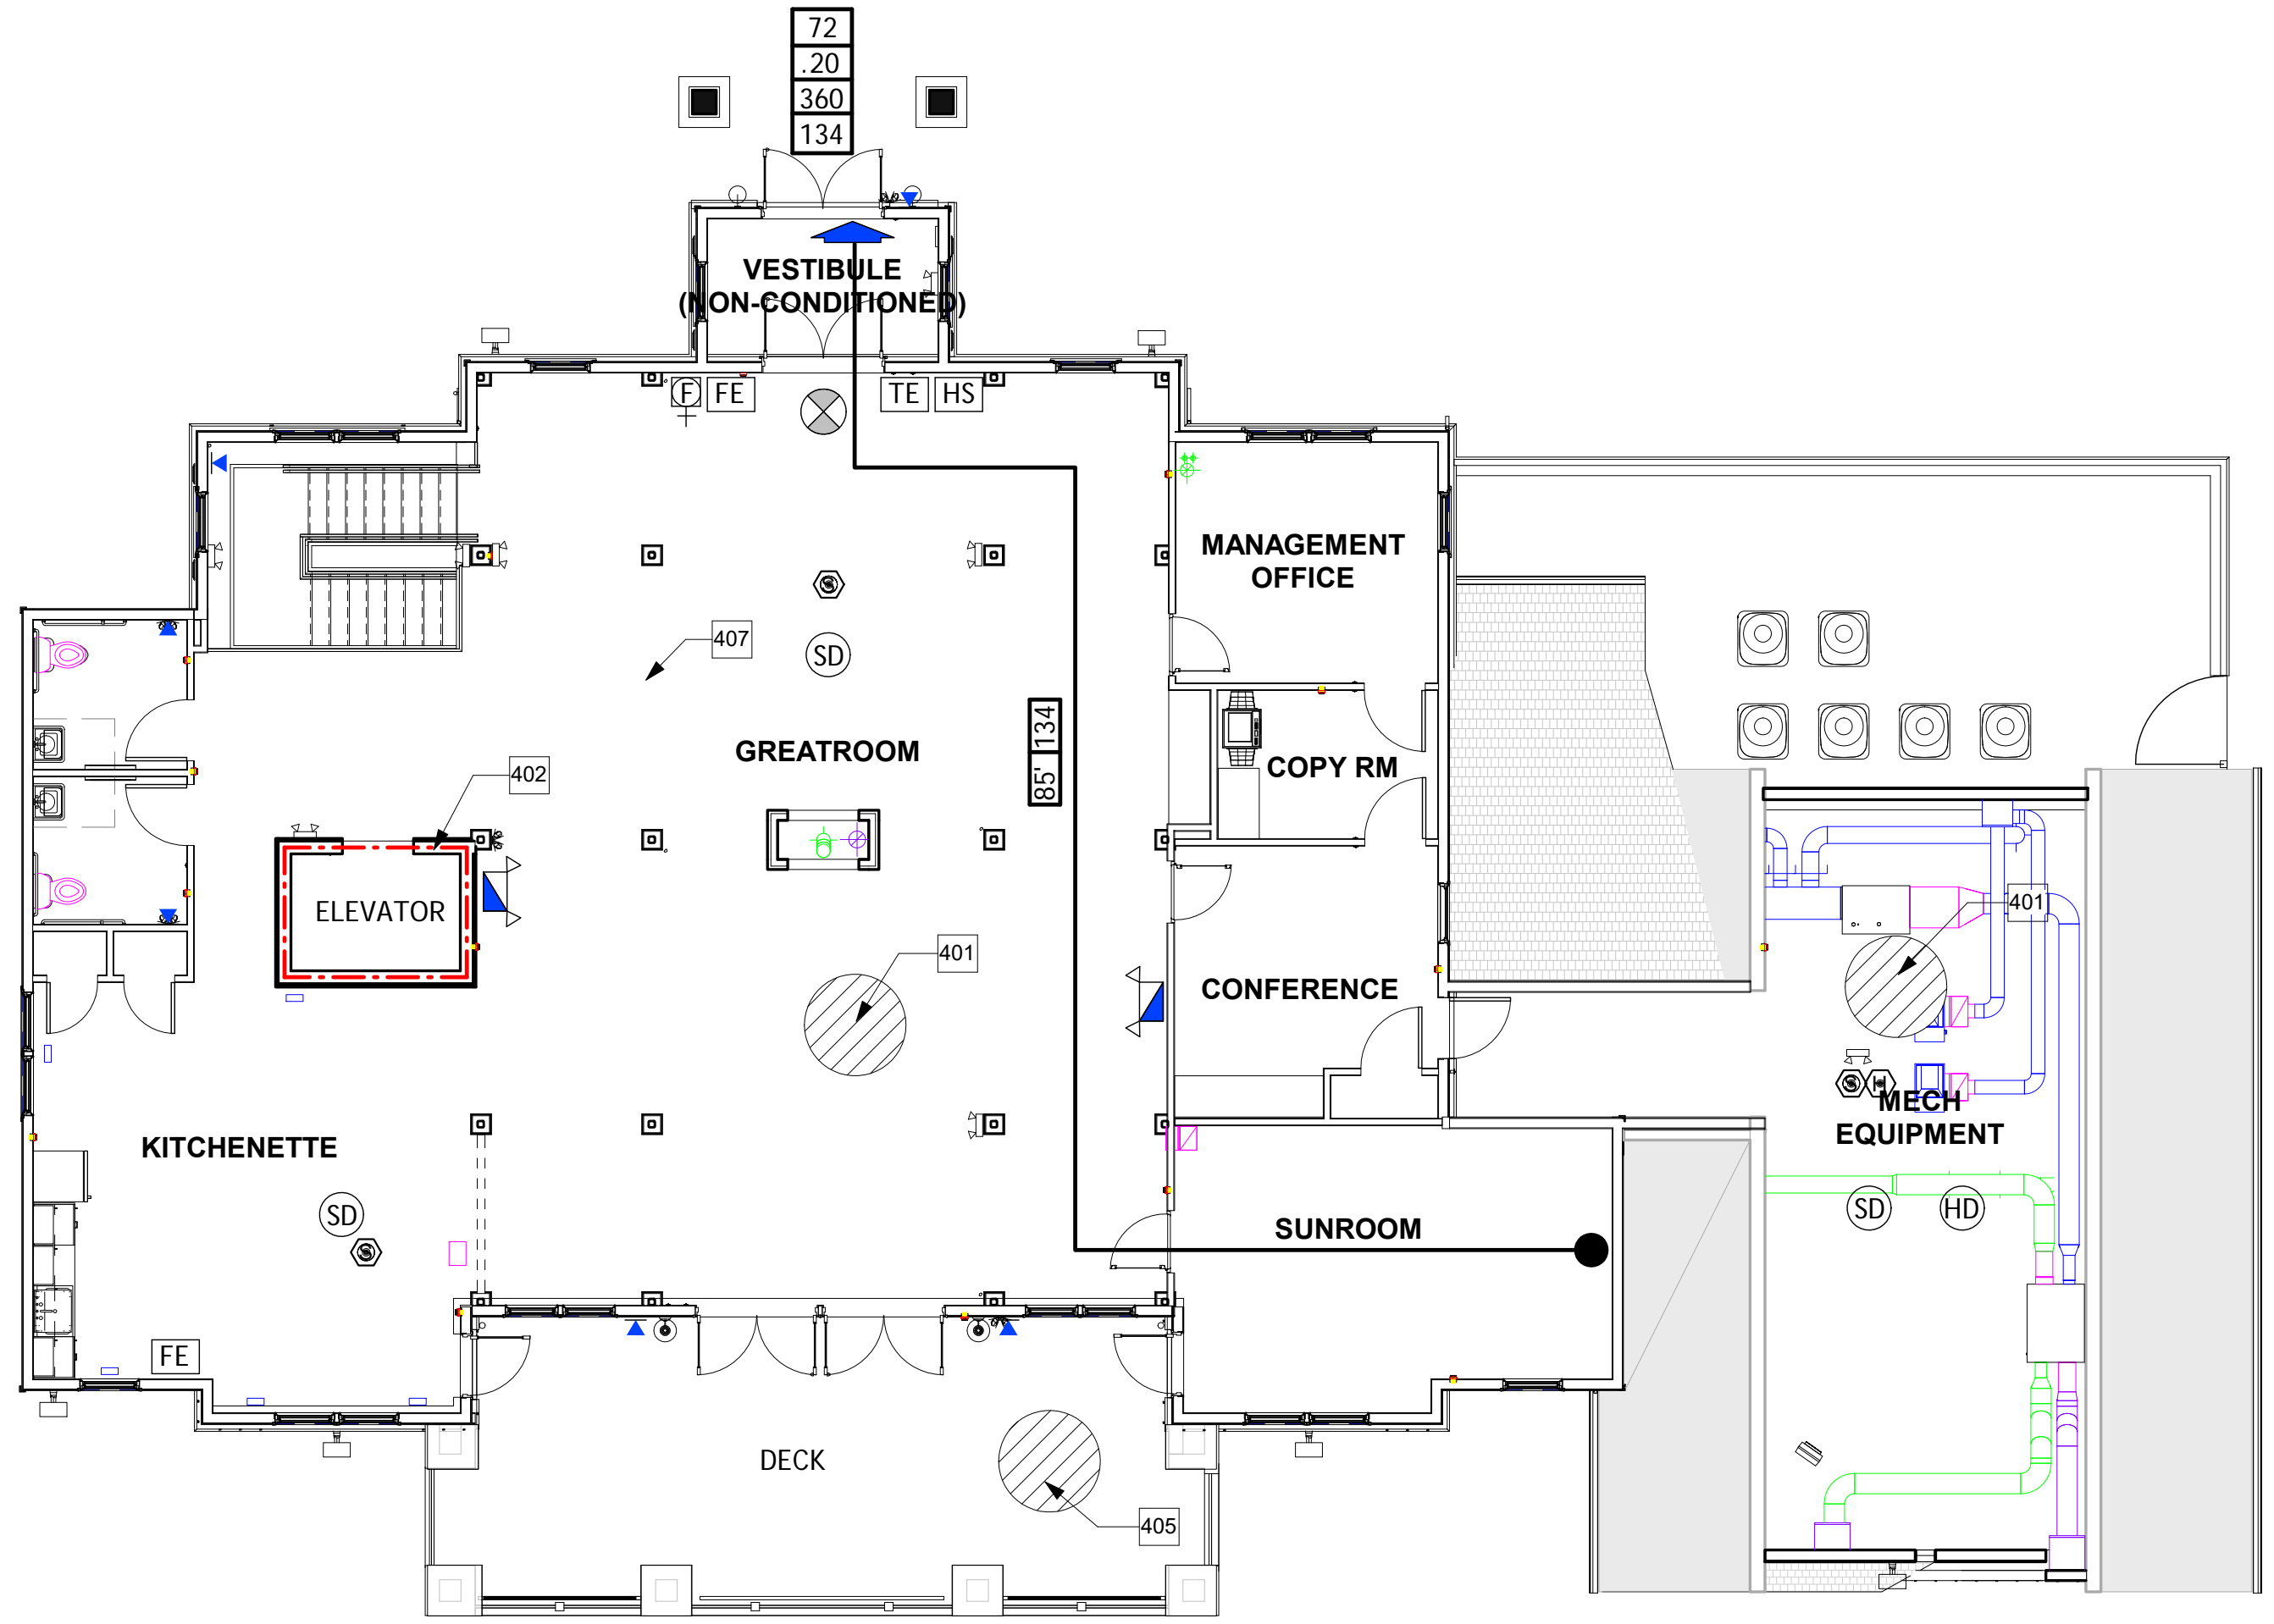 72
.20
360
134
VESTIBULE
(NON-CONDITIONED)
F
FE
TE
HS
MANAGEMENT
OFFICE
407
SD
134
85'
GREATROOM
COPY RM
402
ELEVATOR
401
401
CONFERENCE
S
H
MECH
EQUIPMENT
KITCHENETTE
SD
SD
HD
SUNROOM
FE
DECK
405